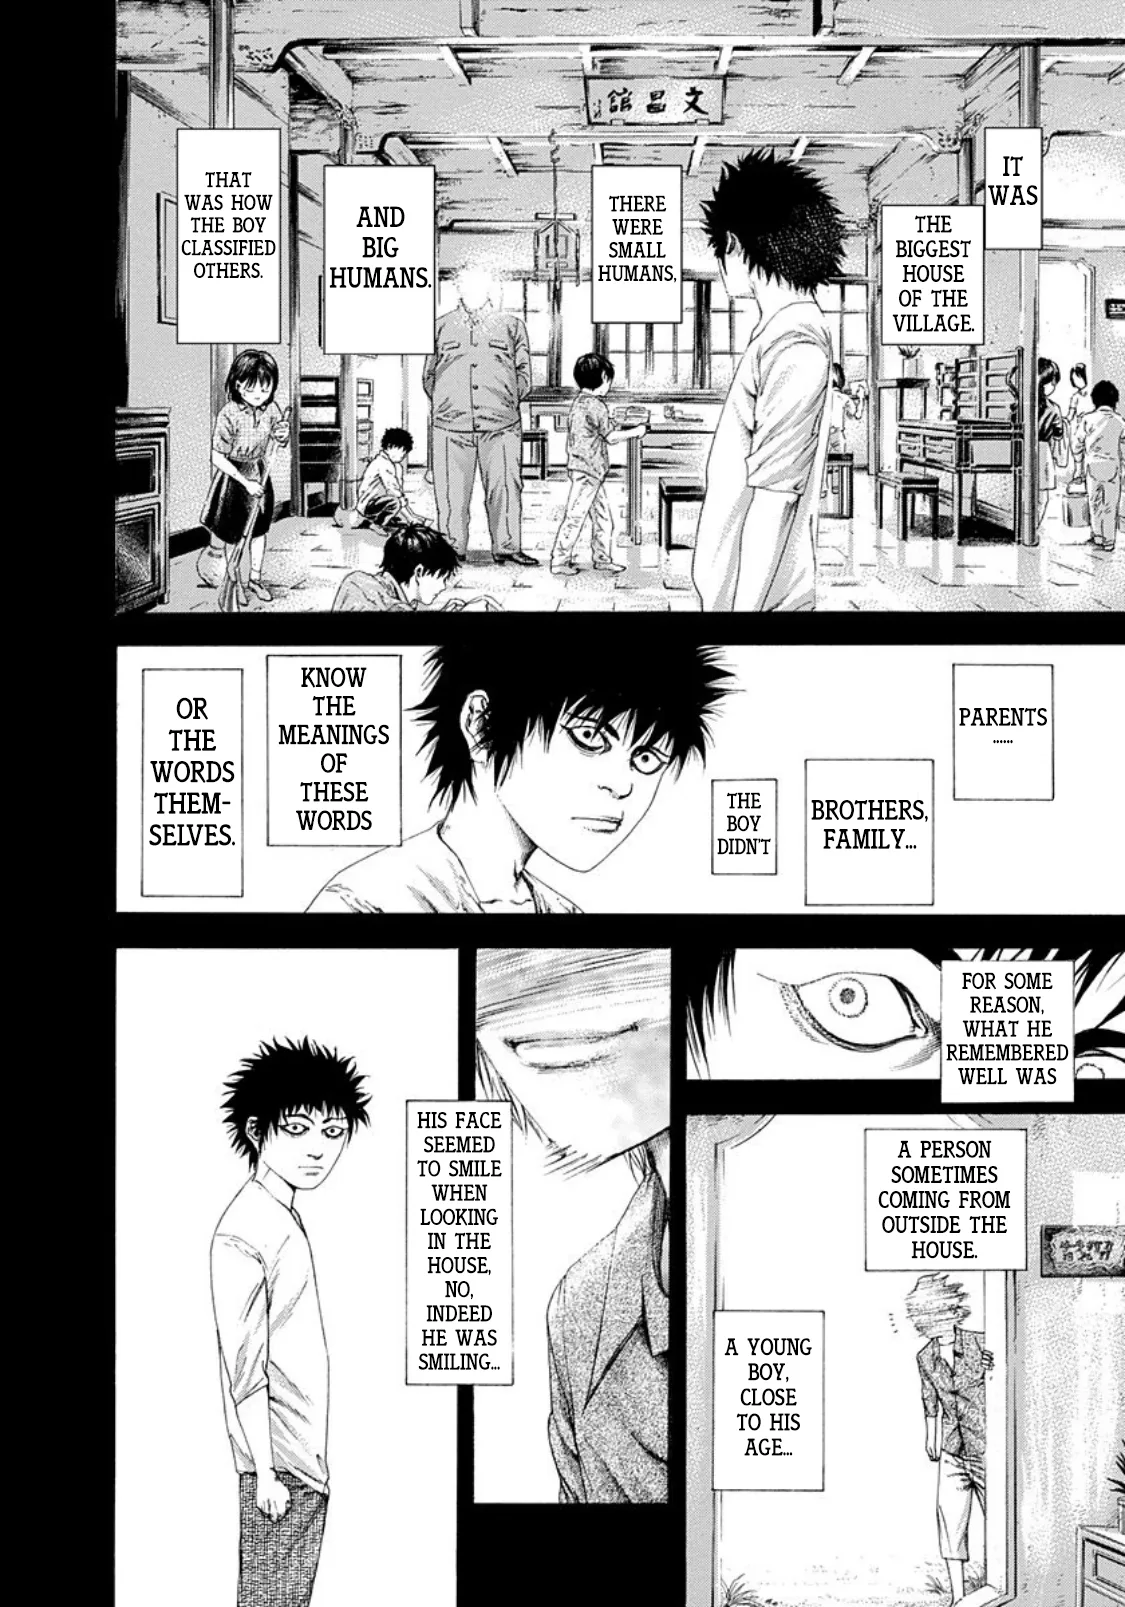 文昌館
IT
WAS
THE
BIGGEST
HOUSE
OF THE
VILLAGE.
THERE
WERE
SMALL
HUMANS,
AND
BIG
HUMANS.
THAT
WAS HOW
THE BOY
CLASSIFIED
OTHERS.
PARENTS
......
BROTHERS,
FAMILY...
THE
BOY
DIDN'T
KNOW
THE
MEANINGS
OF
THESE
WORDS
OR
THE
WORDS
THEM-
SELVES.
FOR SOME
REASON,
WHAT HE
REMEMBERED
WELL WAS
A PERSON
SOMETIMES
COMING FROM
OUTSIDE THE
HOUSE.
A YOUNG
BOY,
CLOSE
TO HIS
AGE...
HIS FACE
SEEMED
TO SMILE
WHEN
LOOKING
IN THE
HOUSE,
NO,
INDEED
HE WAS
SMILING...